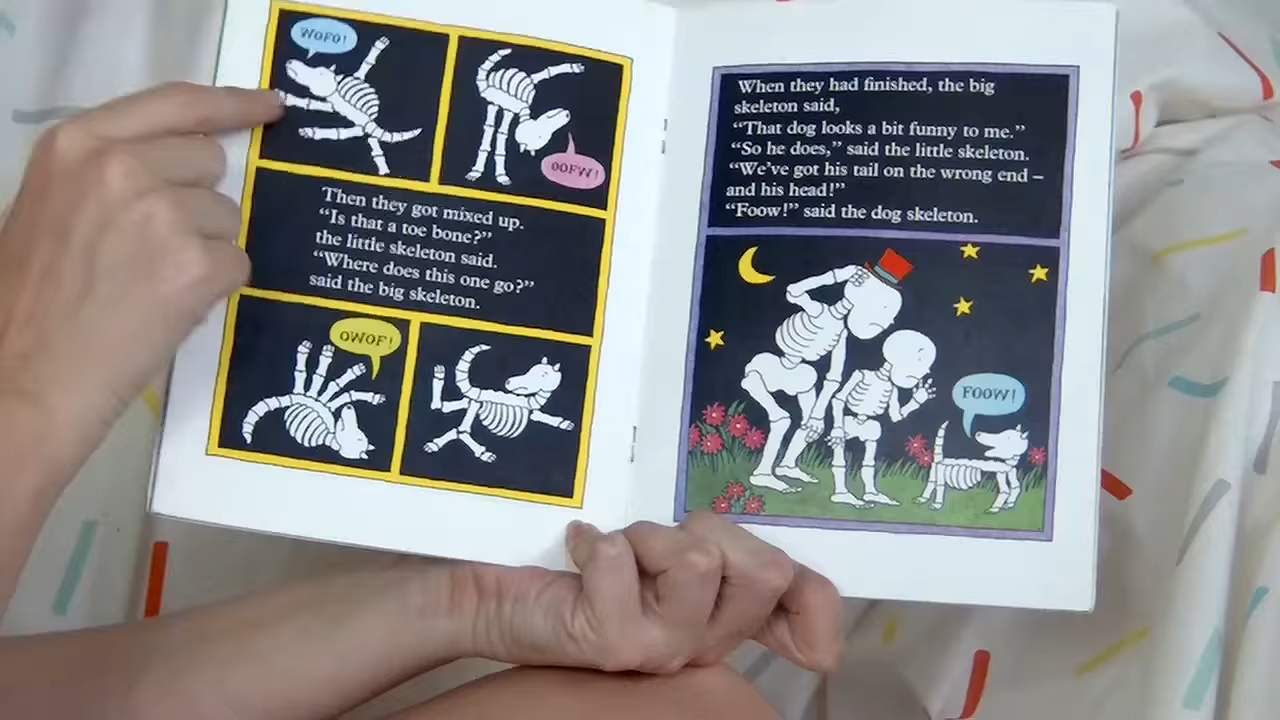 WOFO!
OOFW!
Then they got mixed up.
“Is that a toe bone?”
the little skeleton said.
“Where does this one go?”
said the big skeleton.
OWOF!
When they had finished, the big
skeleton said,
“That dog looks a bit funny to me.”
“So he does,” said the little skeleton.
“We’ve got his tail on the wrong end –
and his head!”
“Foow!” said the dog skeleton.
FOOW!